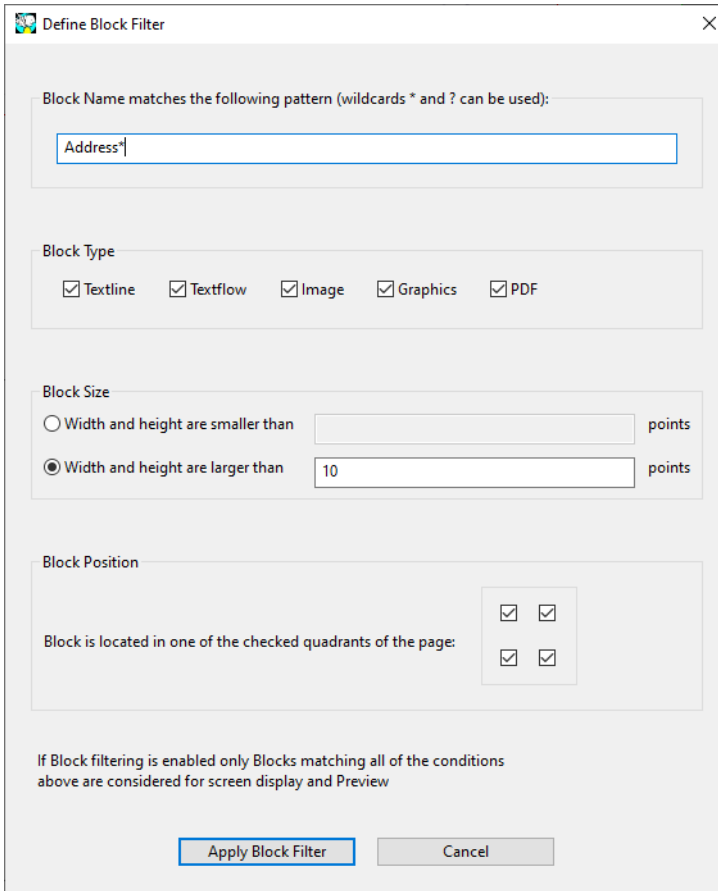 Define Block Filter
Block Name matches the following pattern (wildcards * and ? can be used):
Address*
Block Type
Textline Textflow Image Graphics PDF
Block Size
Width and height are smaller than points
Width and height are larger than 10 points
Block Position
Block is located in one of the checked quadrants of the page:
If Block filtering is enabled only Blocks matching all of the conditions
above are considered for screen display and Preview
Apply Block Filter Cancel